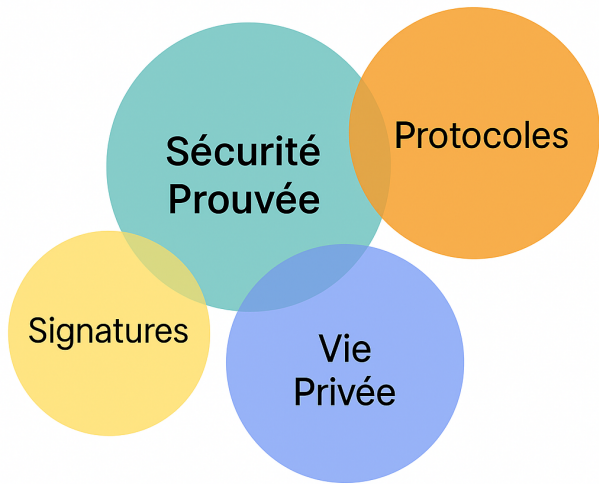 Sécurité
Prouvée
Protocoles
Signatures
Vie
Privée